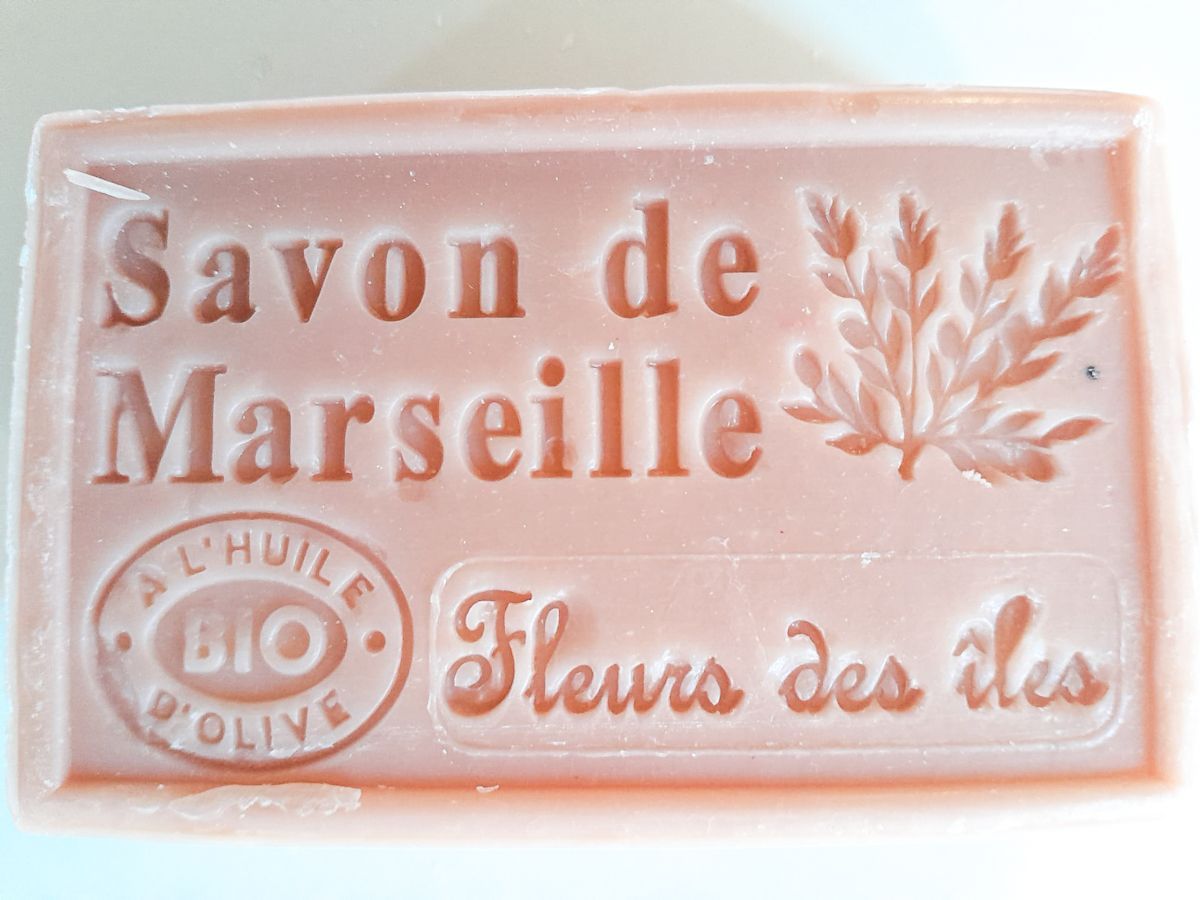 Savon de
Marseille
A L'HUILE
BIO
D'OLIVE
Fleurs des îles